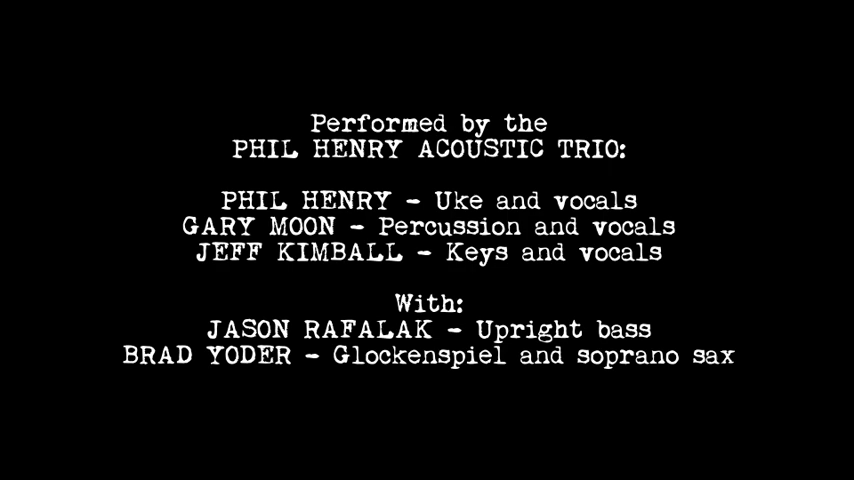 Performed by the
PHIL HENRY ACOUSTIC TRIO:
PHIL HENRY - Uke and vocals
GARY MOON - Percussion and vocals
JEFF KIMBALL - Keys and vocals
With:
JASON RAFALAK - Upright bass
BRAD YODER - Glockenspiel and soprano sax